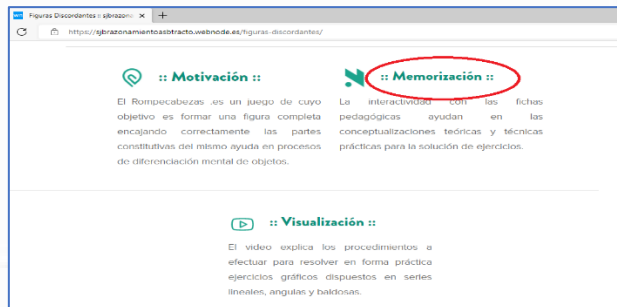 Figuras Discordantes :: sjbrazona
https://sjbrazonamientoasbtracto.webnode.es/figuras-discordantes/
:: Motivación ::
El Rompecabezas .es un juego de cuyo
objetivo es formar una figura completa
encajando correctamente las partes
constitutivas del mismo ayuda en procesos
de diferenciación mental de objetos.
:: Memorización ::
La interactividad con las fichas
pedagógicas ayudan en las
conceptualizaciones teóricas y técnicas
prácticas para la solución de ejercicios.
:: Visualización ::
El video explica los procedimientos a
efectuar para resolver en forma práctica
ejercicios gráficos dispuestos en series
lineales, angulas y baldosas.